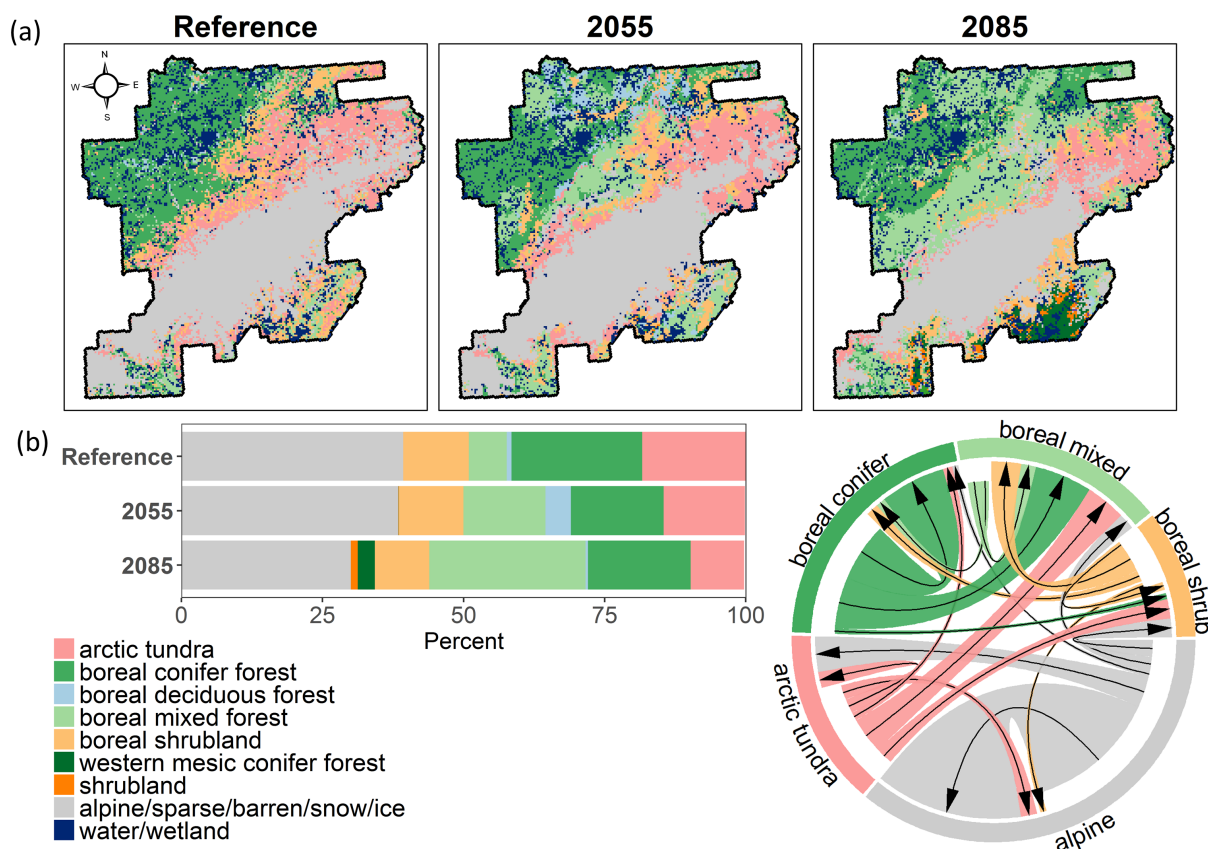 (a)
Reference
2055
2085
N
W
E
S
(b)
Reference
2055
2085
0
25
50
75
100
Percent
arctic tundra
boreal conifer forest
boreal deciduous forest
boreal mixed forest
boreal shrubland
western mesic conifer forest
shrubland
alpine/sparse/barren/snow/ice
water/wetland
boreal conifer
boreal mixed
boreal shrub
arctic tundra
alpine